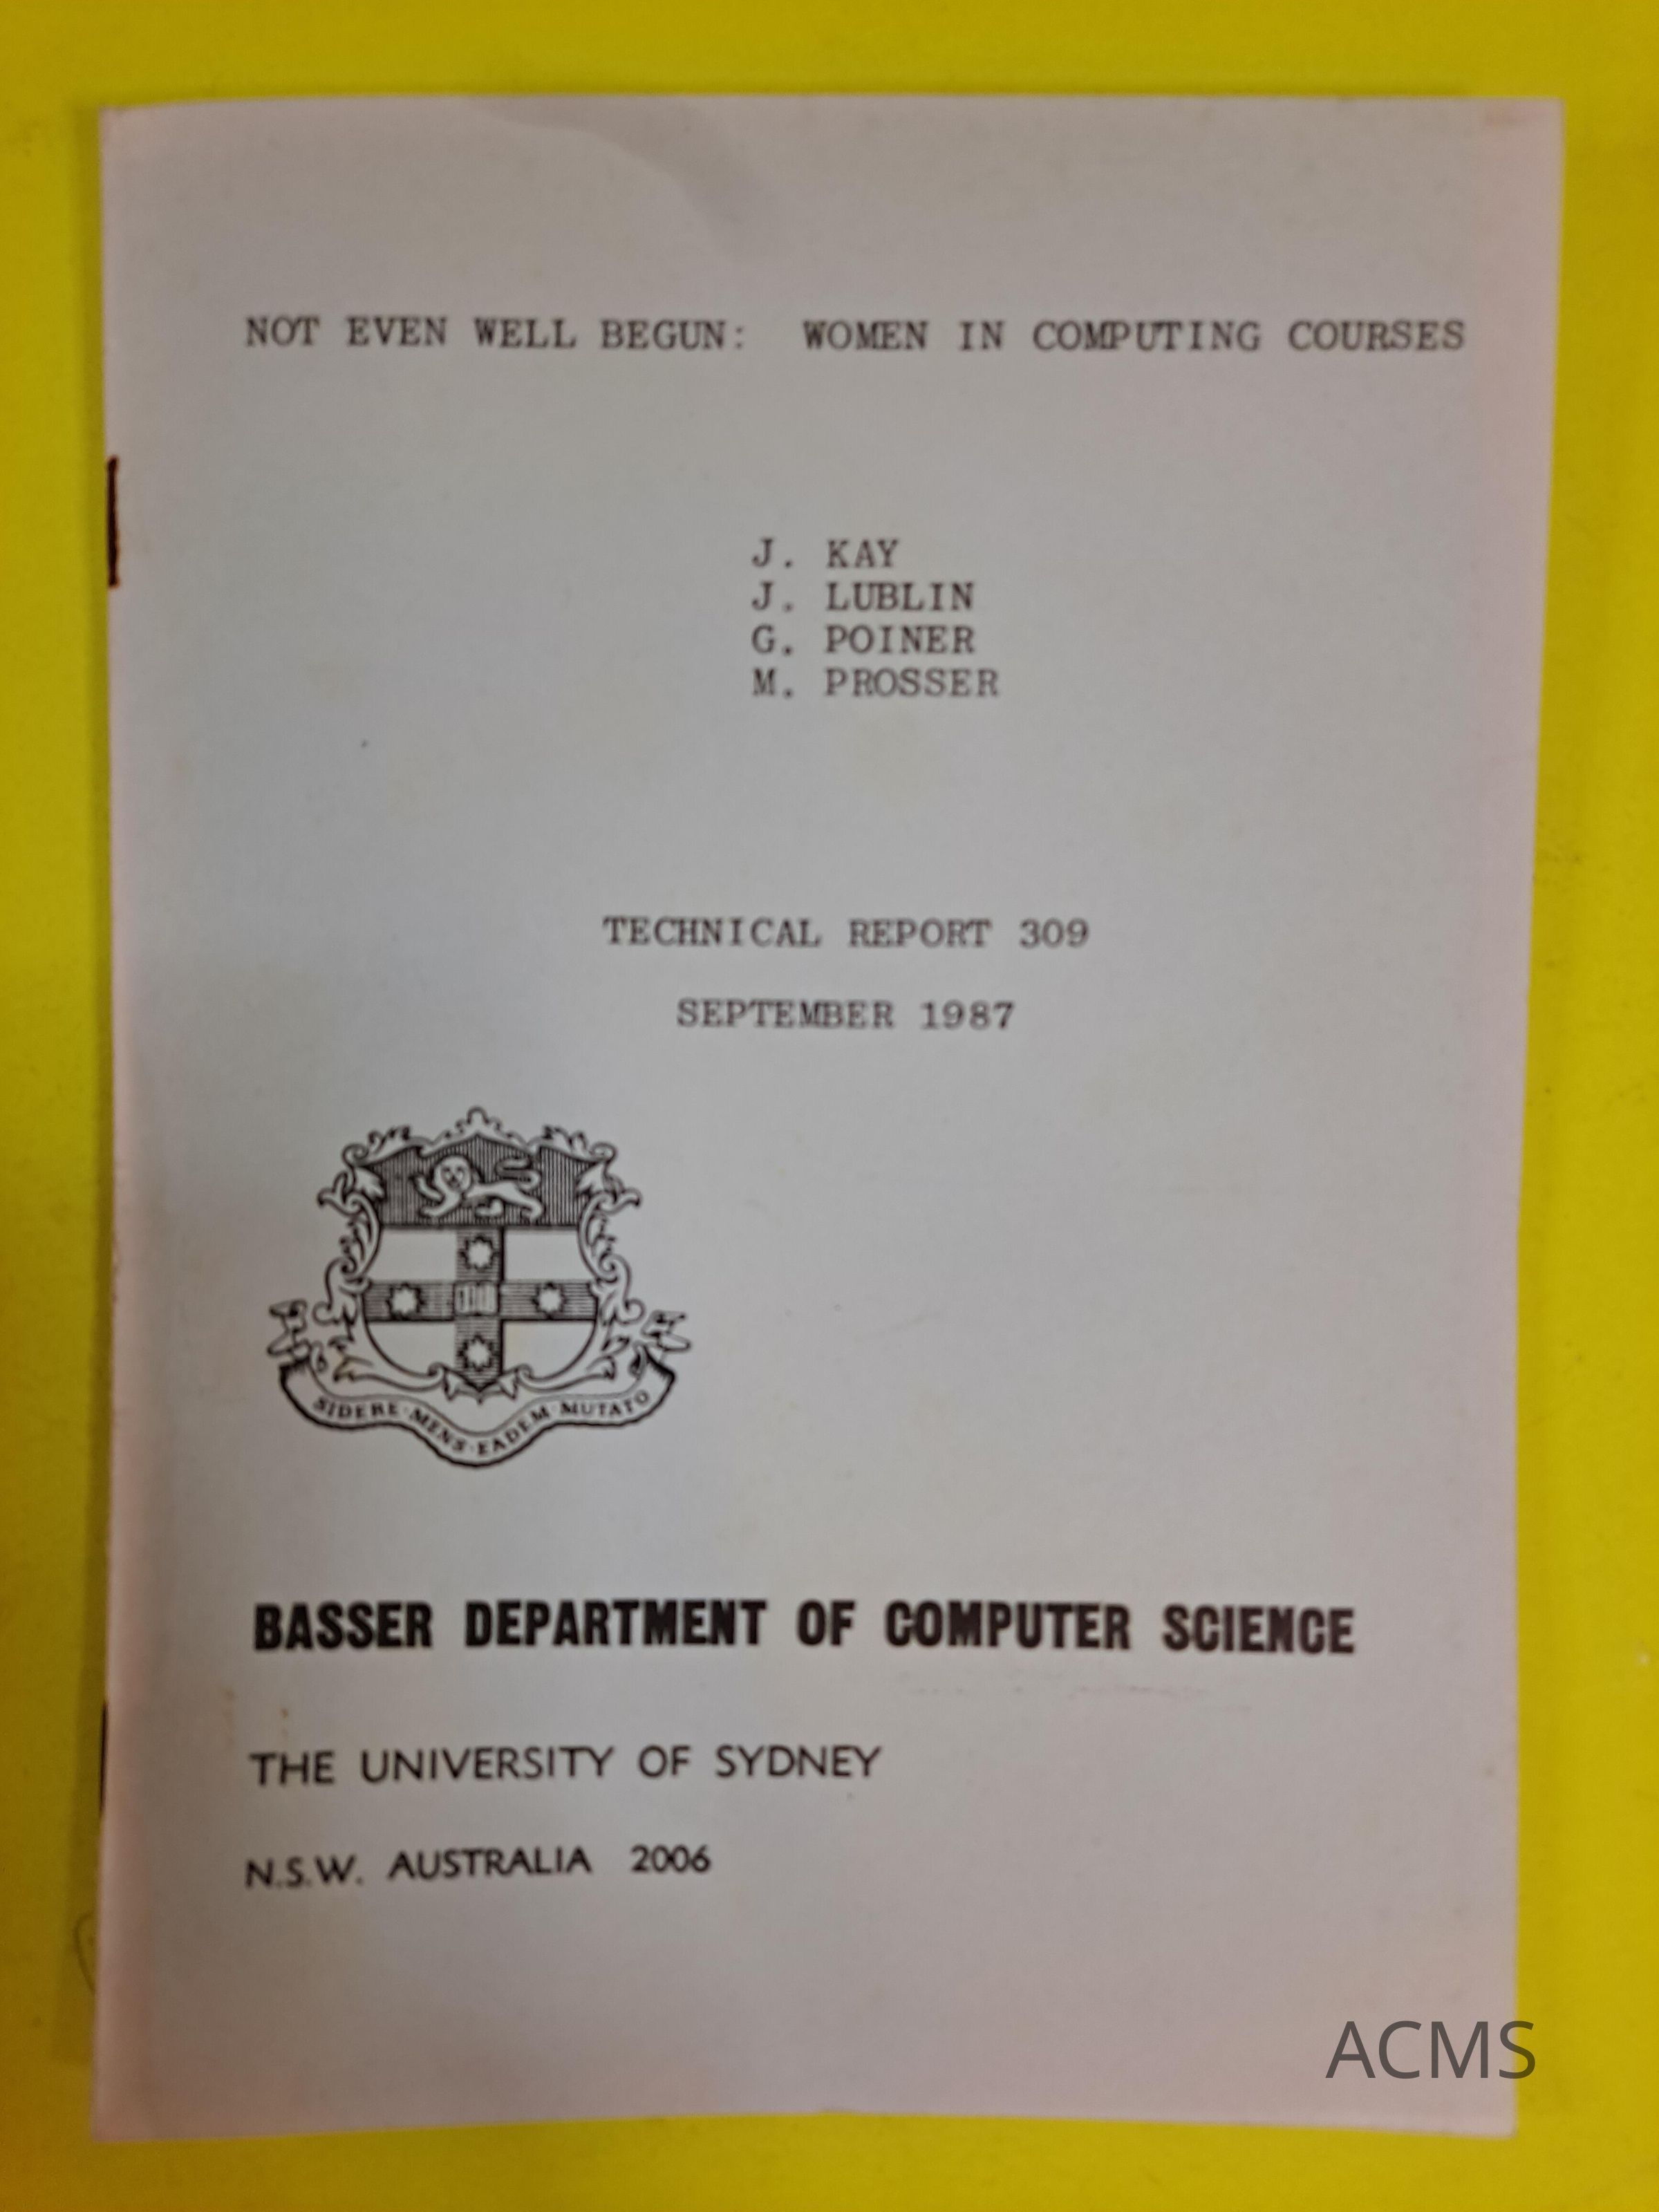 NOT EVEN WELL BEGUN: WOMEN IN COMPUTING COURSES
J. KAY
J. LUBLIN
G. POINER
M. PROSSER
TECHNICAL REPORT 309
SEPTEMBER 1987
SIDERE·MENS·EADEM·MUTATO
BASSER DEPARTMENT OF COMPUTER SCIENCE
THE UNIVERSITY OF SYDNEY
N.S.W. AUSTRALIA 2006
ACMS